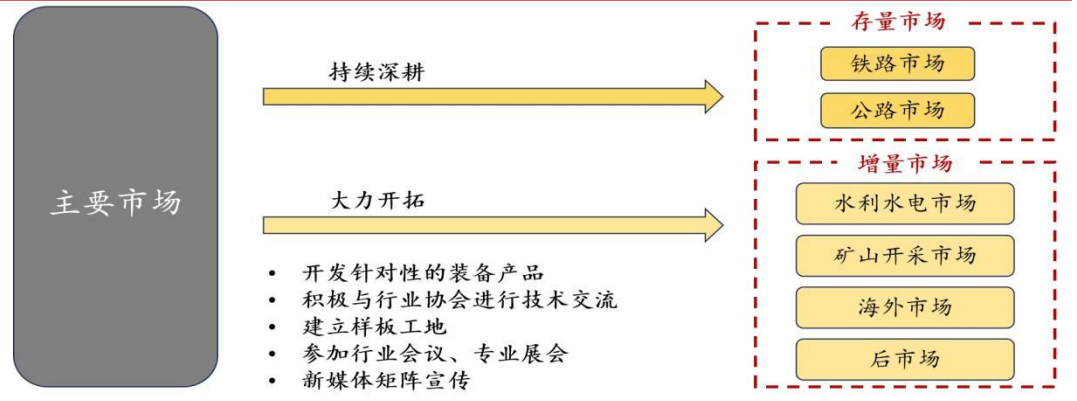 主要市场
持续深耕
大力开拓
• 开发针对性的装备产品
• 积极与行业协会进行技术交流
• 建立样板工地
• 参加行业会议、专业展会
• 新媒体矩阵宣传
存量市场
铁路市场
公路市场
增量市场
水利水电市场
矿山开采市场
海外市场
后市场